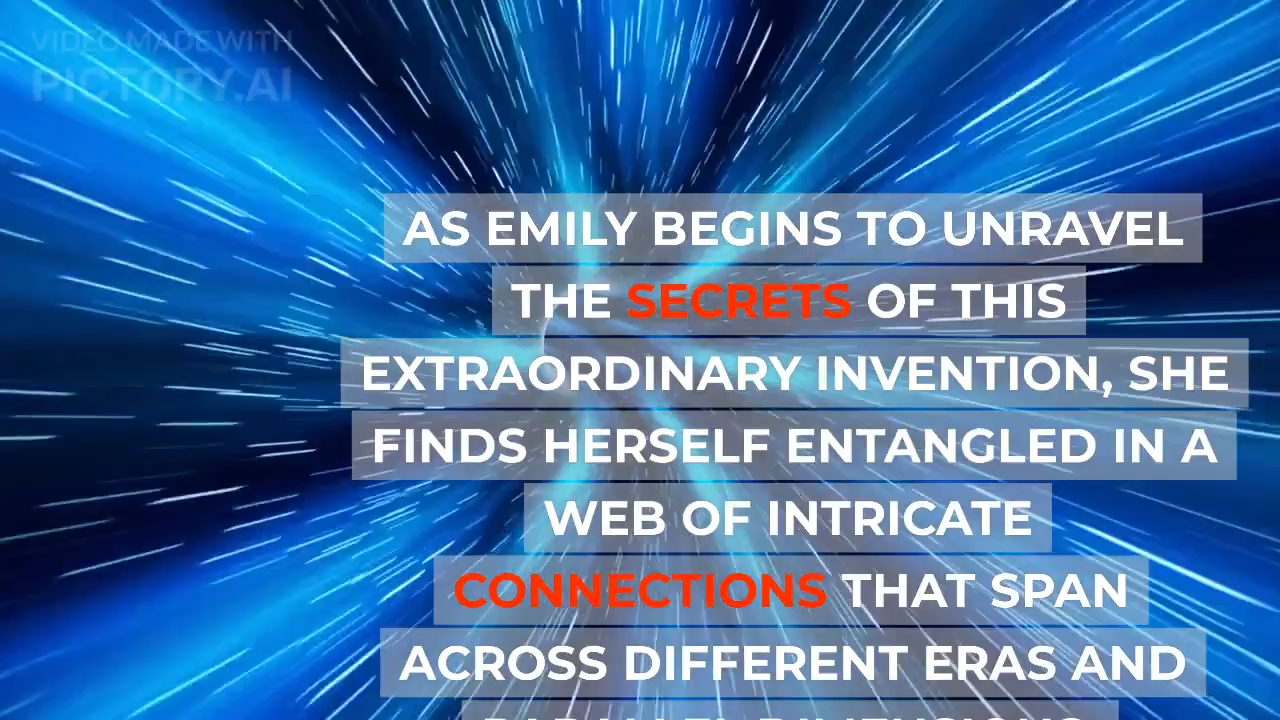 VIDEO MADE WITH
PICTORY.AI
AS EMILY BEGINS TO UNRAVEL
THE SECRETS OF THIS
EXTRAORDINARY INVENTION, SHE
FINDS HERSELF ENTANGLED IN A
WEB OF INTRICATE
CONNECTIONS THAT SPAN
ACROSS DIFFERENT ERAS AND